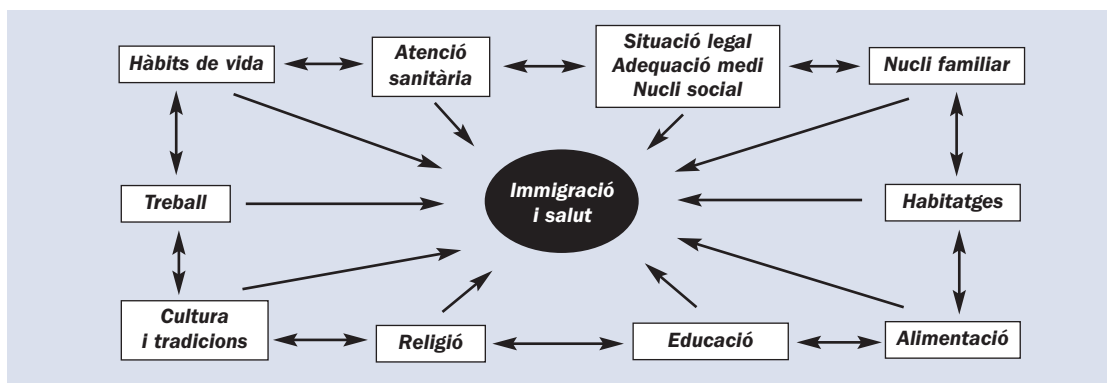 Hàbits de vida
Atenció
sanitària
Situació legal
Adequació medi
Nucli social
Nucli familiar
Treball
Immigració
i salut
Habitatges
Cultura
i tradicions
Religió
Educació
Alimentació